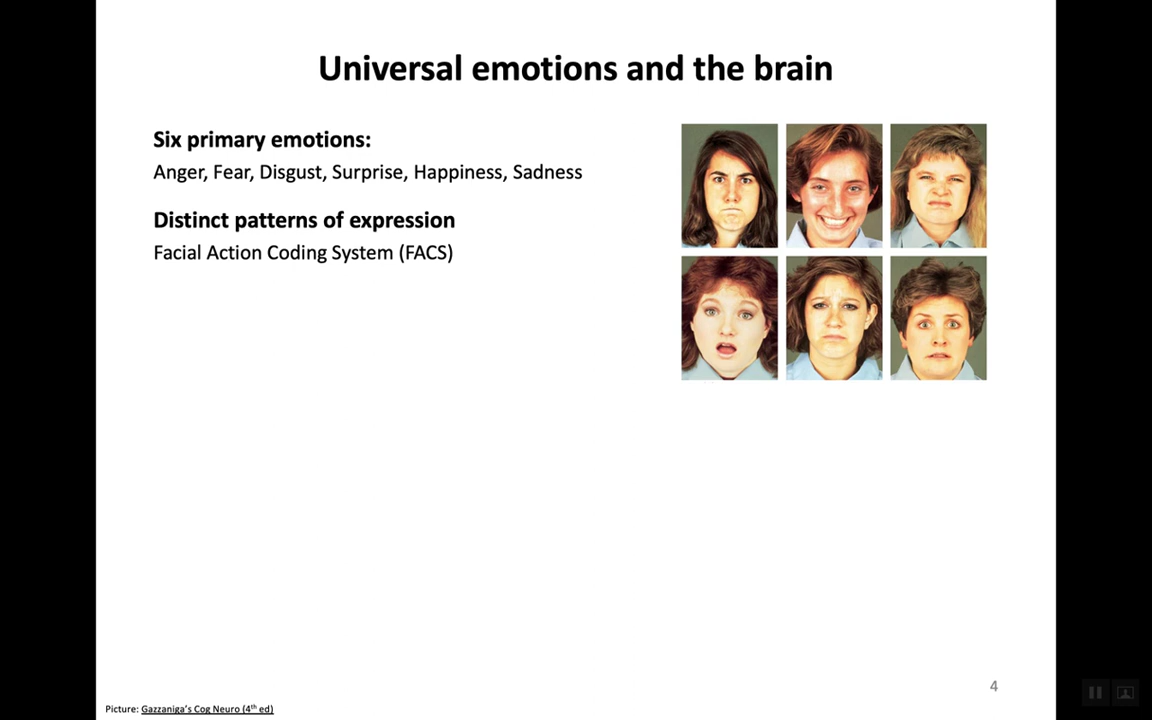 Universal emotions and the brain
Six primary emotions:
Anger, Fear, Disgust, Surprise, Happiness, Sadness
Distinct patterns of expression
Facial Action Coding System (FACS)
4
Picture: Gazzaniga's Cog Neuro (4th ed)